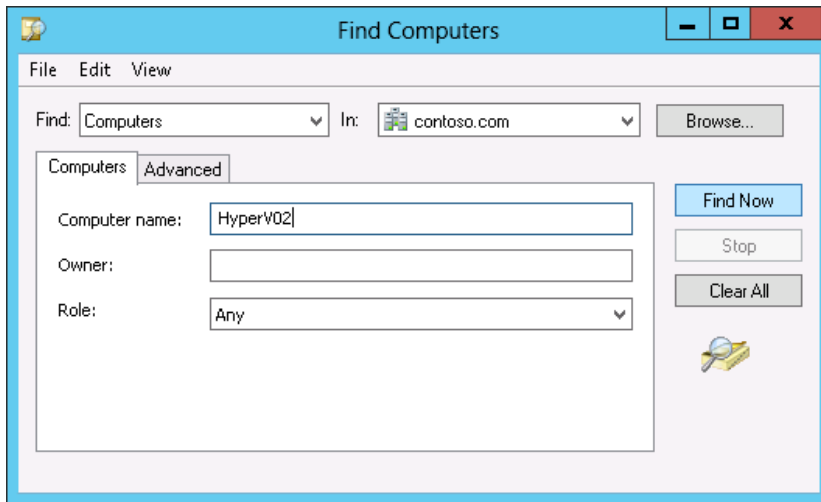 Find Computers
File Edit View
Find: Computers In: contoso.com Browse...
Computers Advanced
Computer name: HyperV02 Find Now
Owner: Stop
Clear All
Role: Any